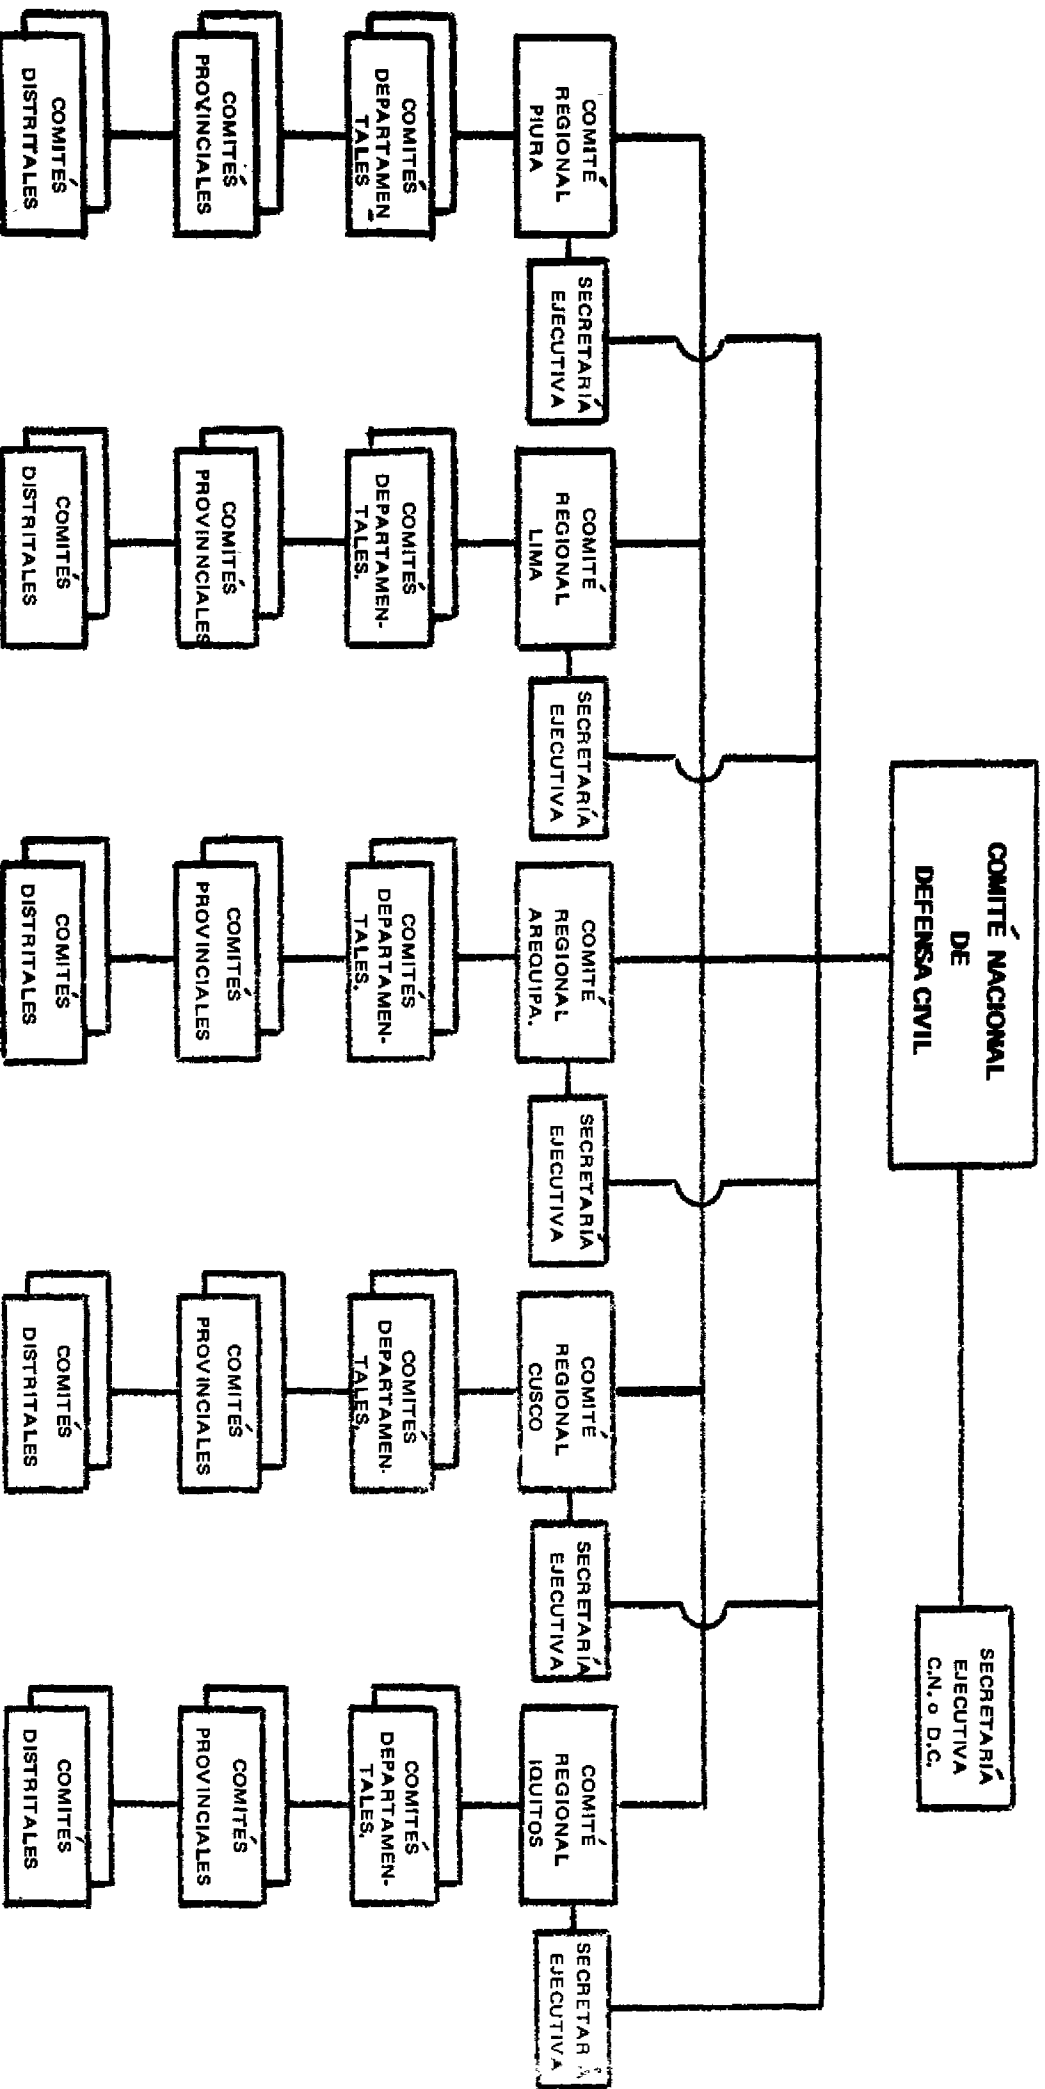 COMITÉ NACIONAL
DE
DEFENSA CIVIL
SECRETARÍA
EJECUTIVA
C.N. o D.C.
COMITÉ
REGIONAL
PIURA
SECRETARÍA
EJECUTIVA
COMITÉ
REGIONAL
LIMA
SECRETARÍA
EJECUTIVA
COMITÉ
REGIONAL
AREQUIPA.
SECRETARÍA
EJECUTIVA
COMITÉ
REGIONAL
CUSCO
SECRETARÍA
EJECUTIVA
COMITÉ
REGIONAL
IQUITOS
EJECUTIVA
COMITÉS
DEPARTAMEN-
TALES
COMITÉS
DEPARTAMEN-
TALES.
COMITÉS
DEPARTAMEN-
TALES.
COMITÉS
DEPARTAMEN-
TALES.
COMITÉS
DEPARTAMEN-
TALES.
COMITÉS
PROVINCIALES
COMITÉS
PROVINNCIALES
COMITÉS
PROVINCIALES
COMITÉS
PROVINCIALES
COMITÉS
PROVINCIALES
COMITÉS
DISTRITALES
COMITÉS
DISTRITALES
COMITÉS
DISTRITALES
COMITÉS
DISTRITALES
COMITÉS
DISTRITALES